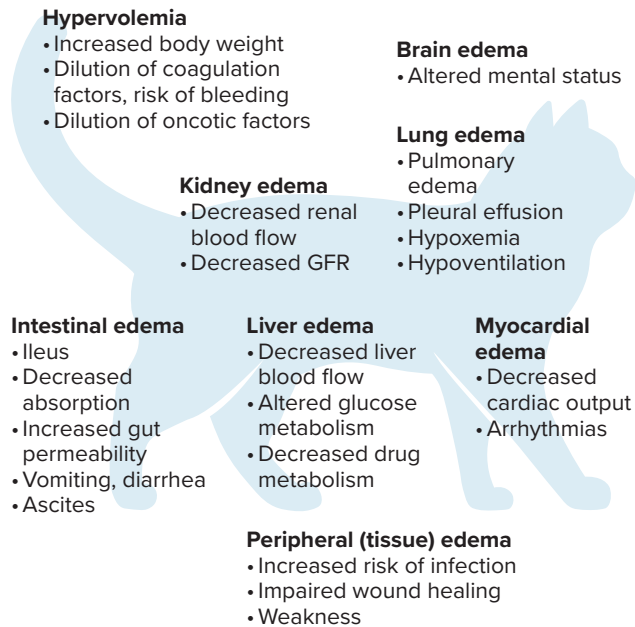 Hypervolemia
• Increased body weight
• Dilution of coagulation
factors, risk of bleeding
• Dilution of oncotic factors
Brain edema
• Altered mental status
Lung edema
• Pulmonary
edema
• Pleural effusion
• Hypoxemia
• Hypoventilation
Kidney edema
• Decreased renal
blood flow
• Decreased GFR
Intestinal edema
• Ileus
• Decreased
absorption
• Increased gut
permeability
• Vomiting, diarrhea
• Ascites
Liver edema
• Decreased liver
blood flow
• Altered glucose
metabolism
• Decreased drug
metabolism
Myocardial
edema
• Decreased
cardiac output
• Arrhythmias
Peripheral (tissue) edema
• Increased risk of infection
• Impaired wound healing
• Weakness